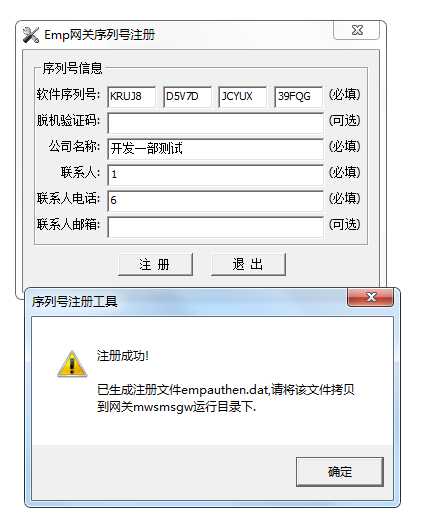 Emp网关序列号注册
序列号信息
软件序列号: KRUJ8 D5V7D JCYUX 39FQG (必填)
脱机验证码: (可选)
公司名称: 开发一部测试 (必填)
联系人: 1 (必填)
联系人电话: 6 (必填)
联系人邮箱: (可选)
注 册 退 出
序列号注册工具
注册成功!
已生成注册文件empauthen.dat,请将该文件拷贝
到网关mwsmsgw运行目录下.
确定